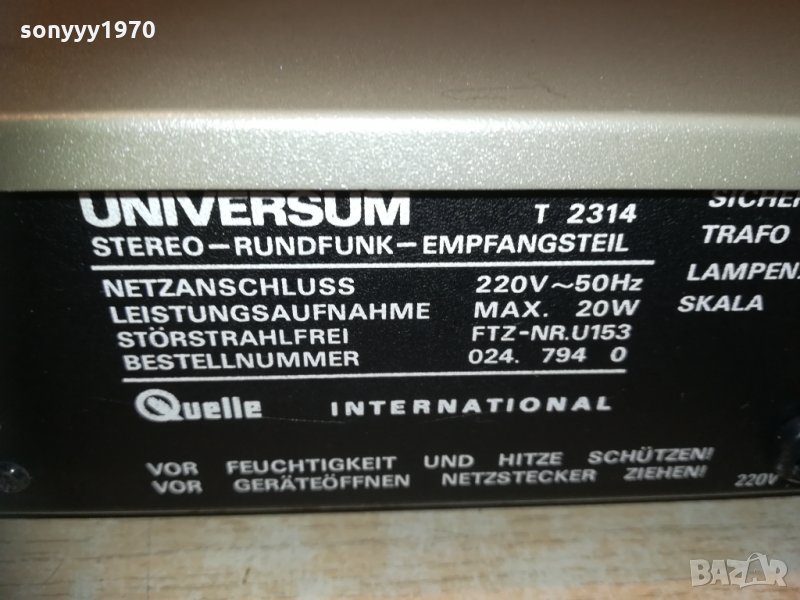 sonyyy1970
UNIVERSUM T 2314
STEREO-RUNDFUNK-EMPFANGSTEIL
NETZANSCHLUSS 220V~50Hz
LEISTUNGSAUFNAHME MAX. 20W
STÖRSTRAHLFREI FTZ-NR.U153
BESTELLNUMMER 024. 794 0
Quelle INTERNATIONAL
VOR FEUCHTIGKEIT UND HITZE SCHÜTZEN!
VOR GERÄTEÖFFNEN NETZSTECKER ZIEHEN!
TRAFO
SKALA
220V
BAZAR